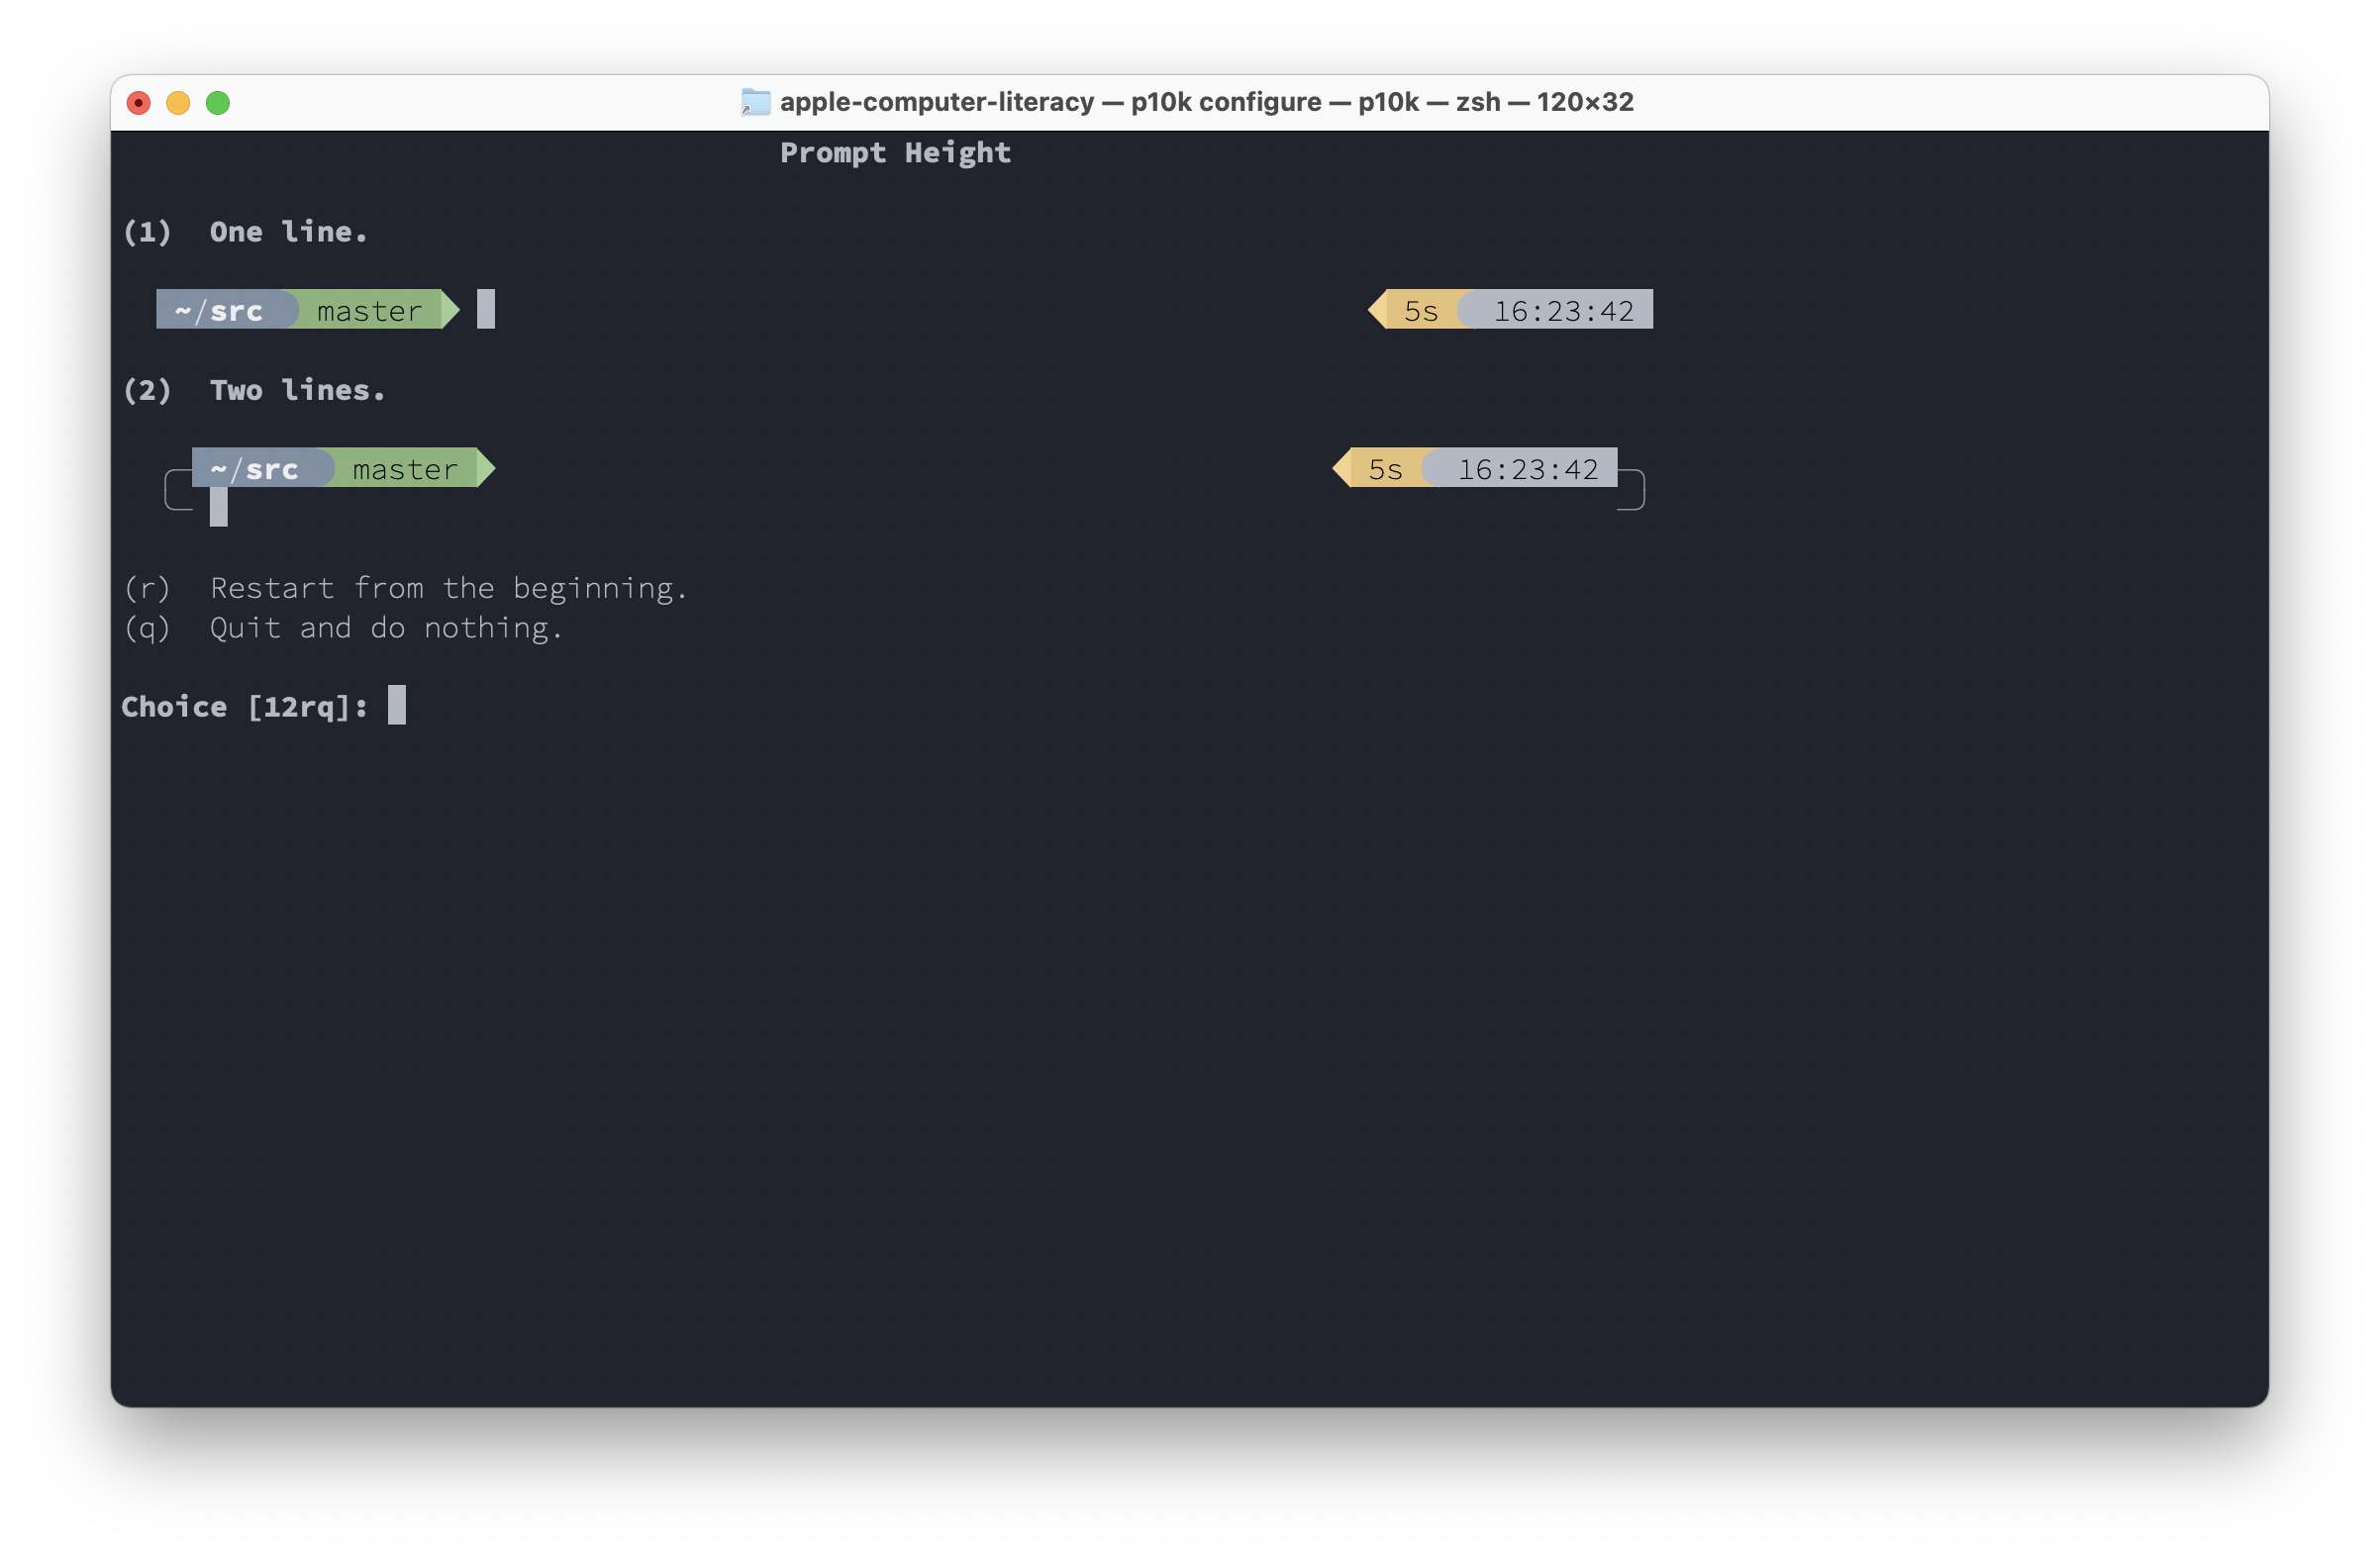 apple-computer-literacy — p10k configure — p10k — zsh — 120×32
Prompt Height
(1) One line.
~/src master 5s 16:23:42
(2) Two lines.
~/src master 5s 16:23:42
(r) Restart from the beginning.
(q) Quit and do nothing.
Choice [12rq]: